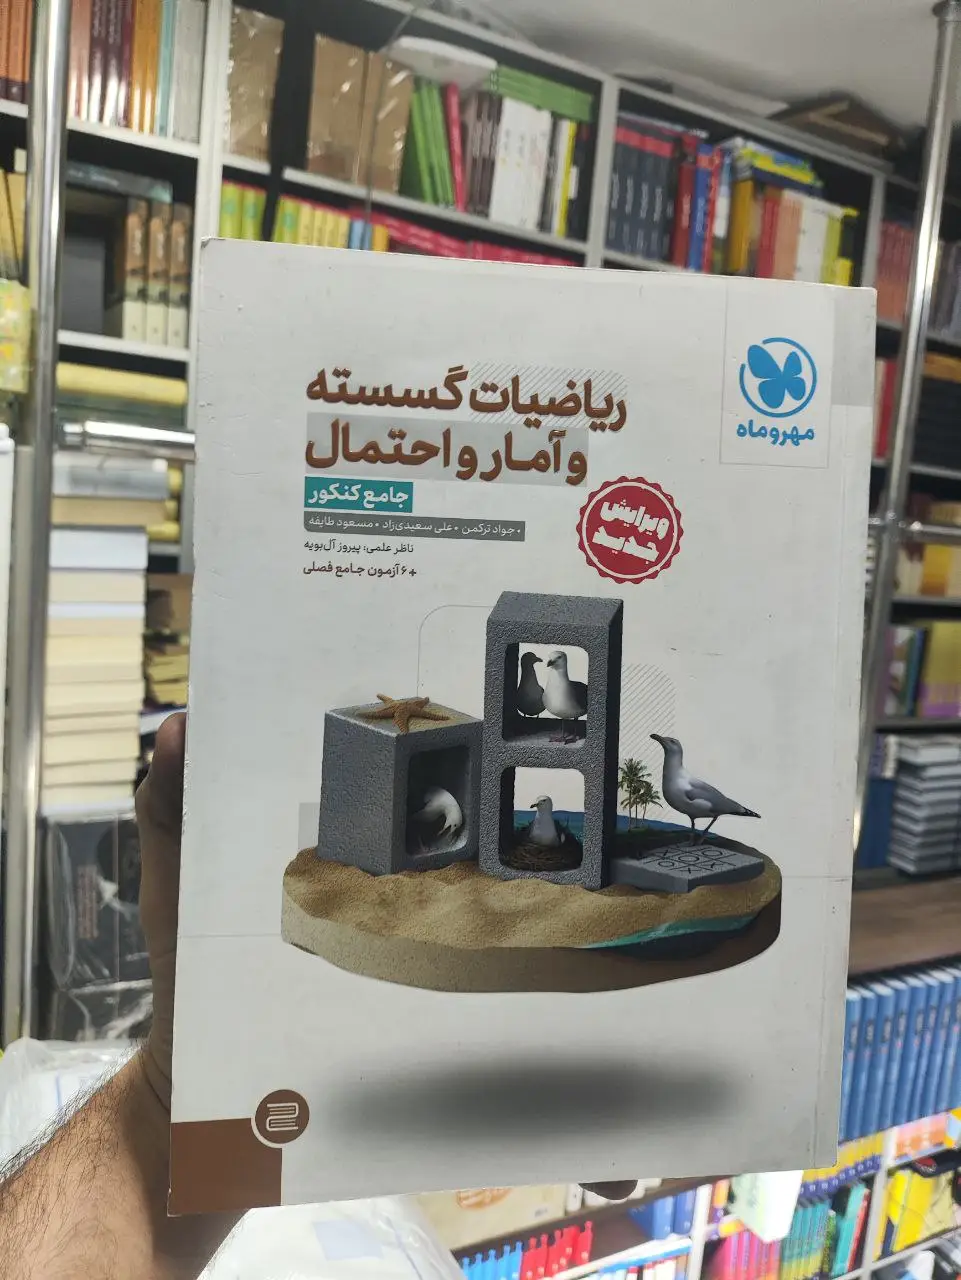 مهروماه
ریاضیات گسسته
و آمار و احتمال
جامع کنکور
• جواد ترکمن • علی سعیدی‌زاد • مسعود طایفه
ناظر علمی: پیروز آل‌بویه
+۶ آزمون جامع فصلی
ویرایش
جدید